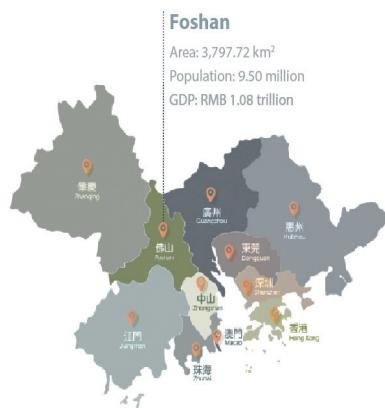 Foshan
Area: 3,797.72 km²
Population: 9.50 million
GDP: RMB 1.08 trillion
肇慶
Zhaoqing
廣州
Guangzhou
惠州
Huizhou
佛山
Foshan
東莞
Dongguan
深圳
Shenzhen
中山
Zhongshan
江門
Jiangmen
澳門
Macao
香港
Hong Kong
珠海
Zhuhai